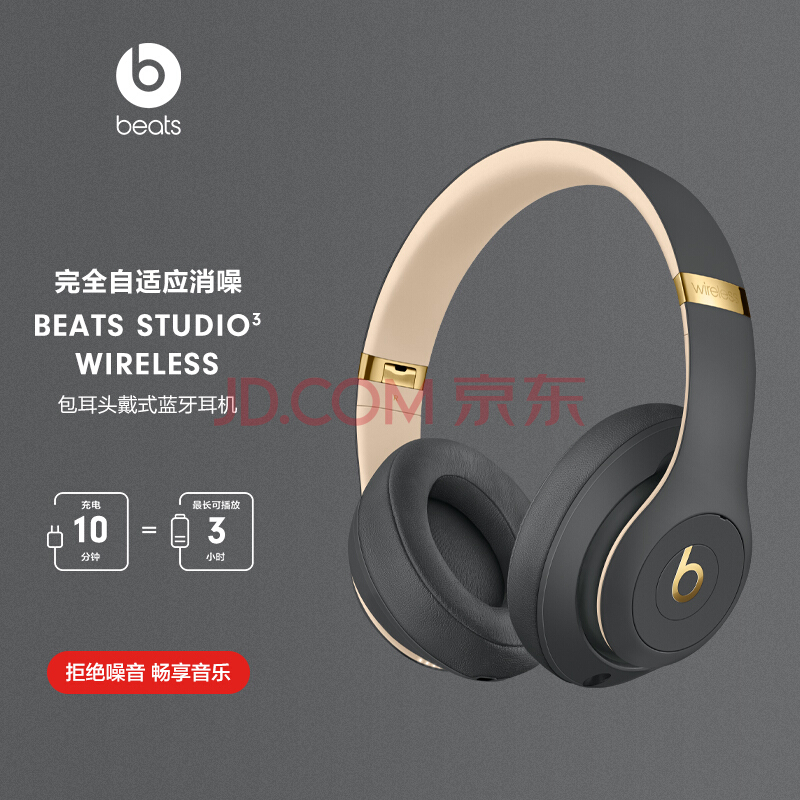 beats
完全自适应消噪
BEATS STUDIO³
WIRELESS
包耳头戴式蓝牙耳机
JD.COM 京东
wireless
充电
10
分钟
=
最长可播放
3
小时
拒绝噪音 畅享音乐